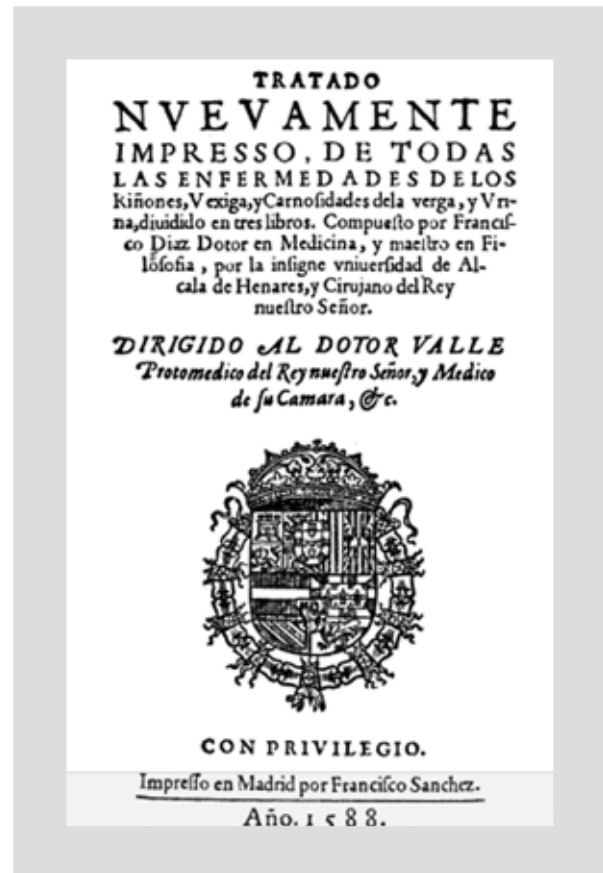 TRATADO
NVEVAMENTE
IMPRESSO, DE TODAS
LAS ENFERMEDADES DELOS
Kiñones, Vexiga, y Carnoſidades dela verga, y Vri-
na, diuidido en tres libros. Compueſto por Franciſ-
co Diaz Dotor en Medicina, y maeſtro en Fi-
loſofia, por la inſigne vniuerſidad de Al-
cala de Henares, y Cirujano del Rey
nueſtro Señor.
DIRIGIDO AL DOTOR VALLE
Protomedico del Rey nueſtro Señor, y Medico
de ſu Camara, &c.
CON PRIVILEGIO.
Impreſſo en Madrid por Franciſco Sanchez.
Año. 1588.